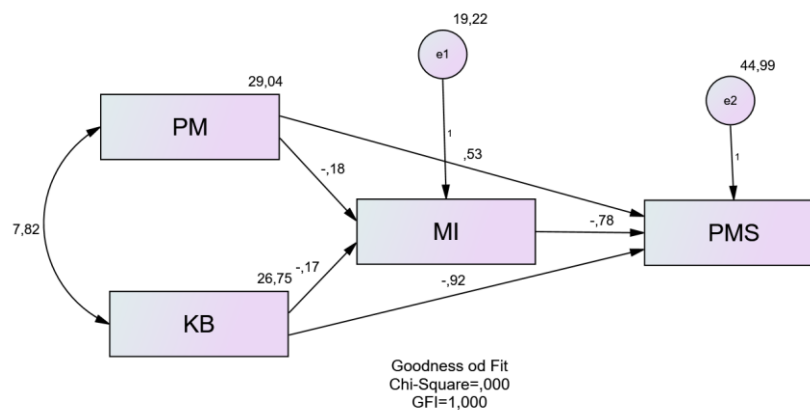 19,22
e1
44,99
29,04
e2
PM
1
,53
1
-,18
7,82
MI
-,78
PMS
26,75
-,17
-,92
KB
Goodness od Fit
Chi-Square=,000
GFI=1,000